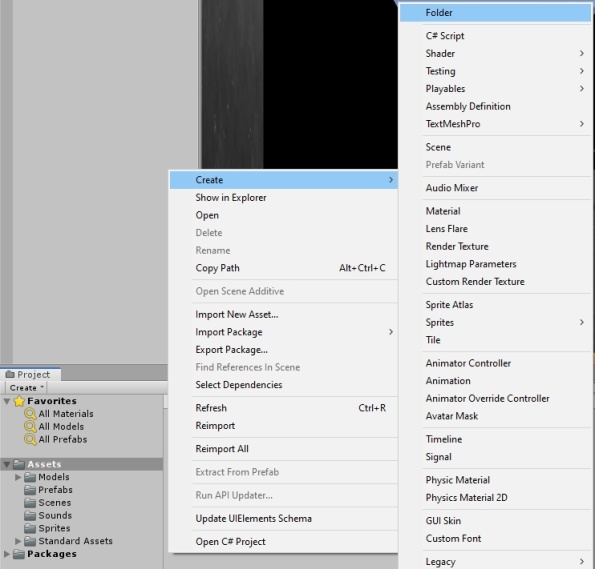 Folder
C# Script
Shader
Testing
Playables
Assembly Definition
TextMeshPro
Scene
Prefab Variant
Audio Mixer
Material
Lens Flare
Render Texture
Lightmap Parameters
Custom Render Texture
Sprite Atlas
Sprites
Tile
Animator Controller
Animation
Animator Override Controller
Avatar Mask
Timeline
Signal
Physic Material
Physics Material 2D
GUI Skin
Custom Font
Legacy
Create
Show in Explorer
Open
Delete
Rename
Copy Path Alt+Ctrl+C
Open Scene Additive
Import New Asset...
Import Package
Export Package...
Find References In Scene
Select Dependencies
Refresh Ctrl+R
Reimport
Reimport All
Extract From Prefab
Run API Updater...
Update UIElements Schema
Open C# Project
Project
Create
Favorites
All Materials
All Models
All Prefabs
Assets
Models
Prefabs
Scenes
Sounds
Sprites
Standard Assets
Packages